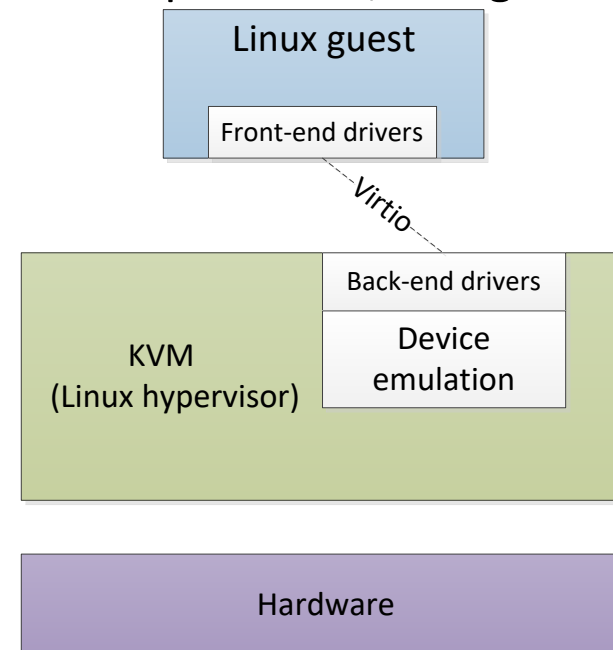 Linux guest
Front-end drivers
Virtio
Back-end drivers
Device
emulation
KVM
(Linux hypervisor)
Hardware